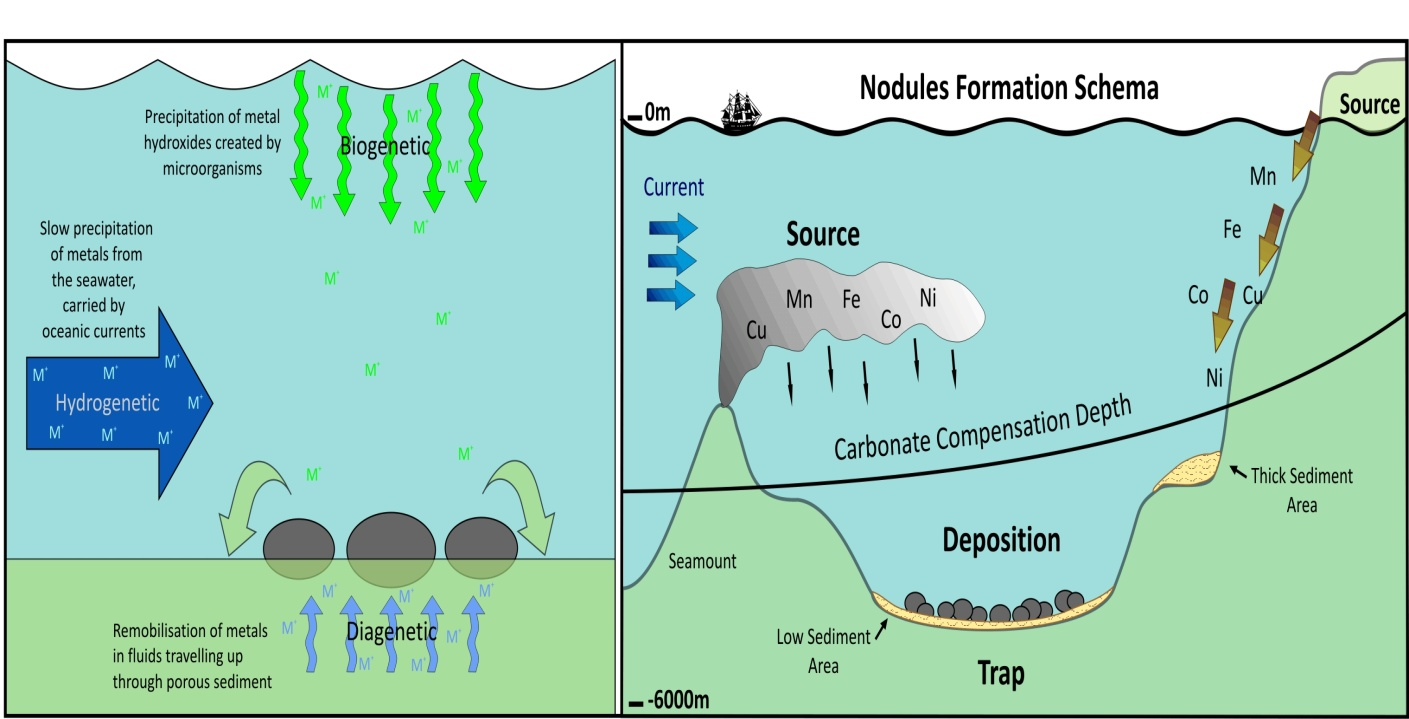 Precipitation of metal
hydroxides created by
microorganisms
Biogenetic
M⁺
M⁺
M⁺
M⁺
M⁺
M⁺
M⁺
M⁺
M⁺
M⁺
Slow precipitation
of metals from
the seawater,
carried by
oceanic currents
M⁺ M⁺ M⁺
Hydrogenetic M⁺
M⁺ M⁺ M⁺
M⁺ M⁺ M⁺
M⁺ Diagenetic M⁺
M⁺ M⁺
Remobilisation of metals
in fluids travelling up
through porous sediment
Nodules Formation Schema
0m
Source
Current
Source
Cu Mn Fe Co Ni
Mn
Fe
Co Cu
Ni
Carbonate Compensation Depth
Thick Sediment
Area
Seamount
Deposition
Low Sediment
Area
Trap
-6000m